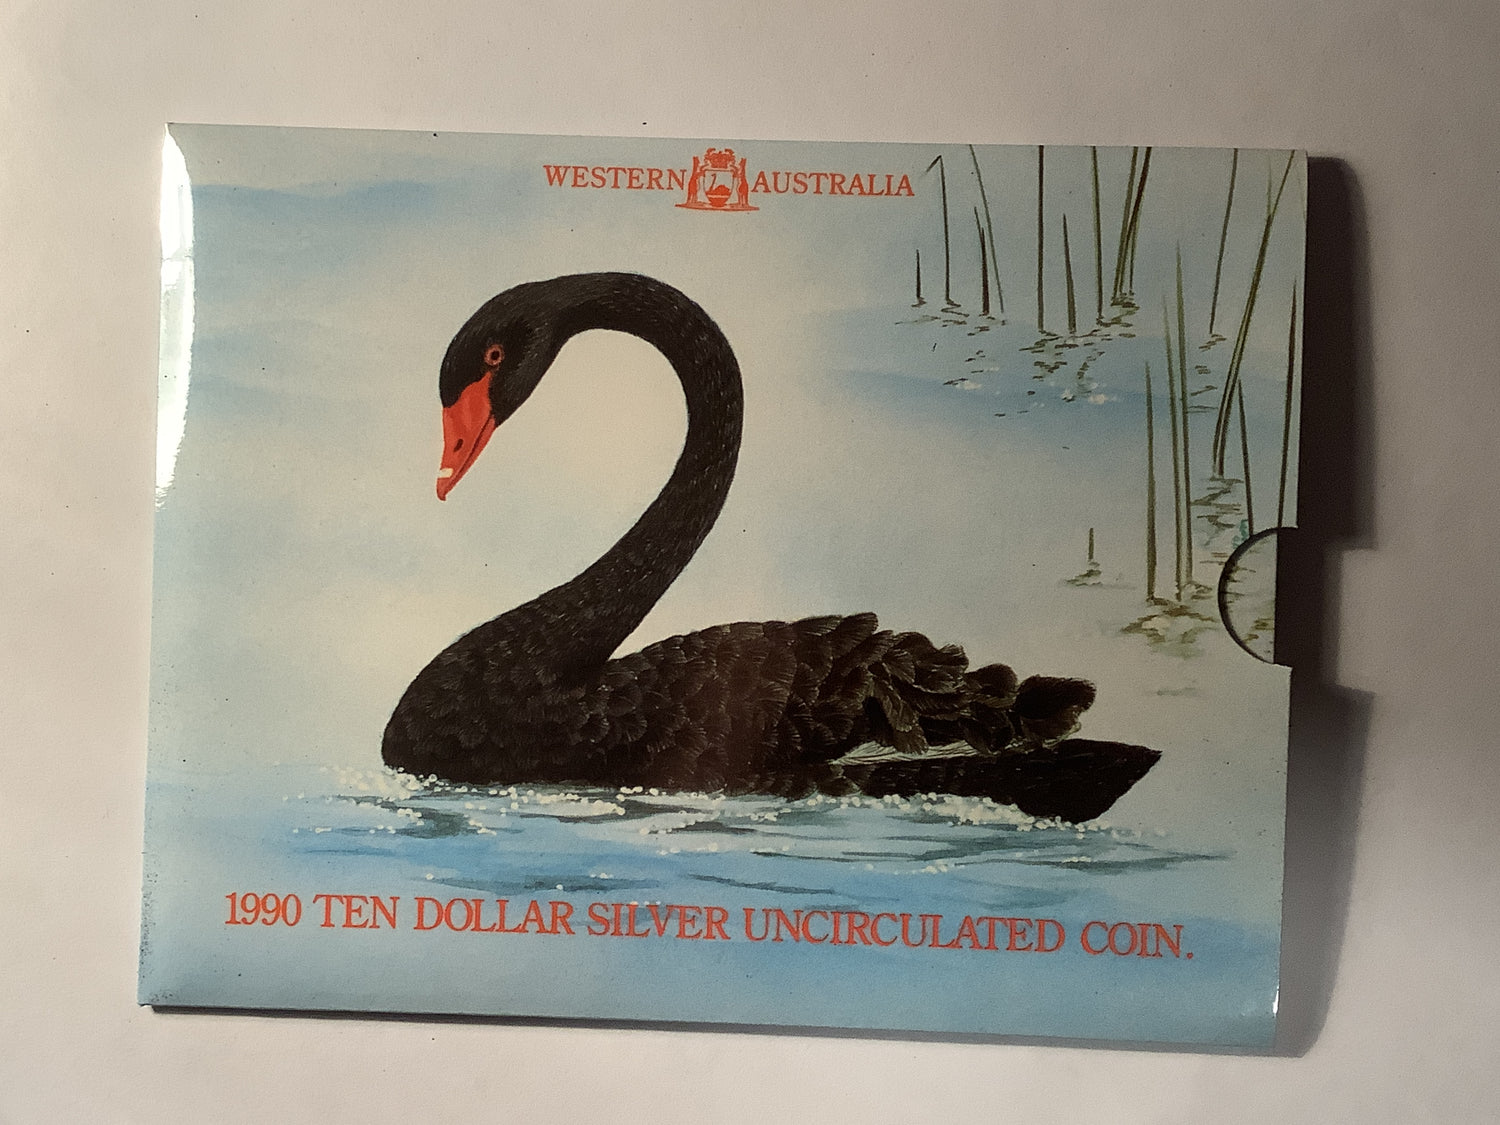 WESTERN AUSTRALIA
1990 TEN DOLLAR SILVER UNCIRCULATED COIN.